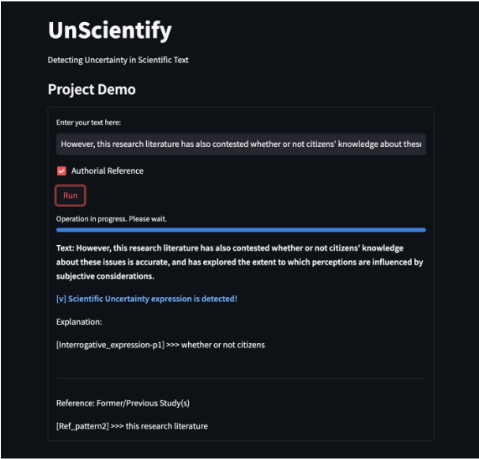 UnScientify
Detecting Uncertainty in Scientific Text
Project Demo
Enter your text here:
However, this research literature has also contested whether or not citizens' knowledge about these
Authorial Reference
Run
Operation in progress. Please wait.
Text: However, this research literature has also contested whether or not citizens' knowledge
about these issues is accurate, and has explored the extent to which perceptions are influenced by
subjective considerations.
[v] Scientific Uncertainty expression is detected!
Explanation:
[Interrogative_expression-p1] >>> whether or not citizens
Reference: Former/Previous Study(s)
[Ref_pattern2] >>> this research literature